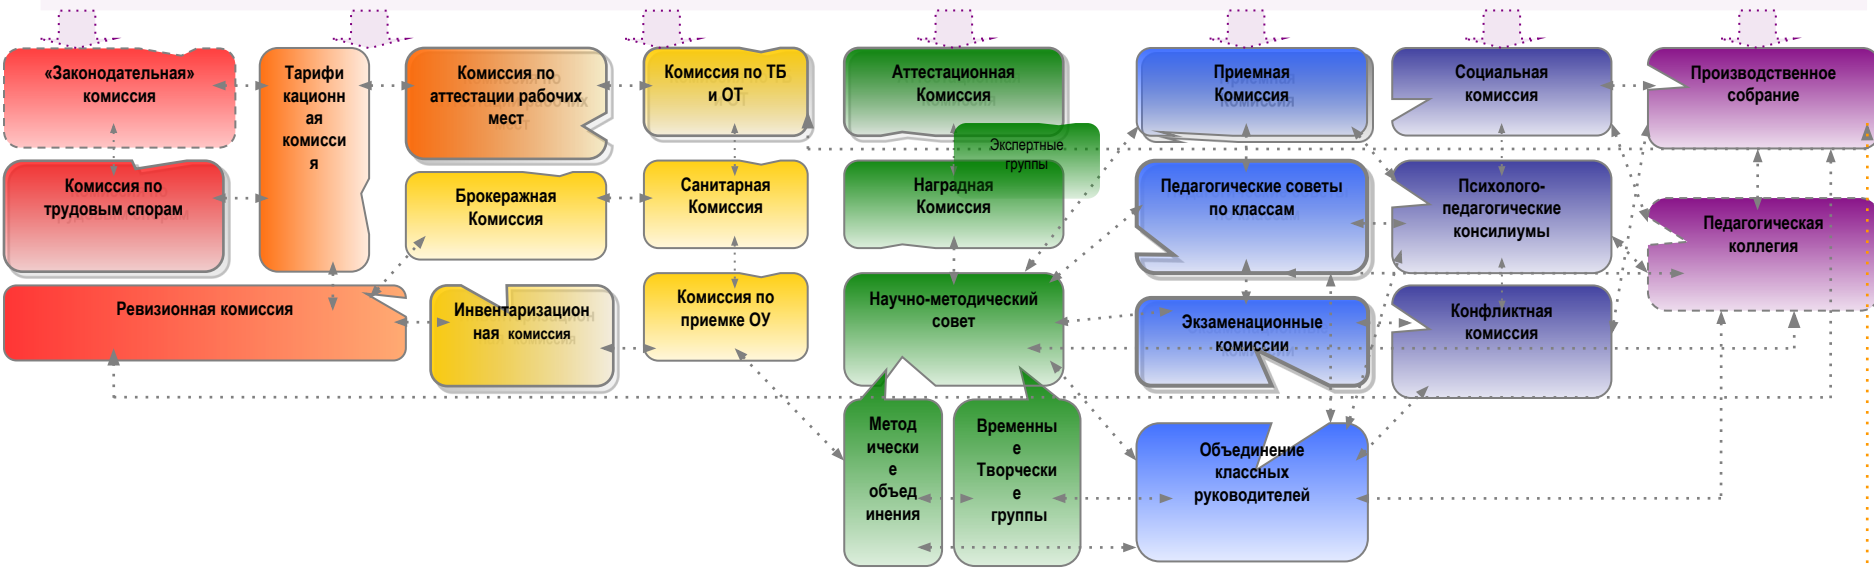 «Законодательная»
комиссия
Тарифи
кационн
ая
комисси
я
Комиссия по
аттестации рабочих
мест
Комиссия по ТБ
и ОТ
Аттестационная
Комиссия
Приемная
Комиссия
Социальная
комиссия
Производственное
собрание
Экспертные
группы
Комиссия по
трудовым спорам
Брокеражная
Комиссия
Санитарная
Комиссия
Наградная
Комиссия
Педагогические советы
по классам
Психолого-
педагогические
консилиумы
Педагогическая
коллегия
Ревизионная комиссия
Инвентаризацион
ная комиссия
Комиссия по
приемке ОУ
Научно-методический
совет
Экзаменационные
комиссии
Конфликтная
комиссия
Метод
ически
е
объед
инения
Временны
е
Творчески
е
группы
Объединение
классных
руководителей